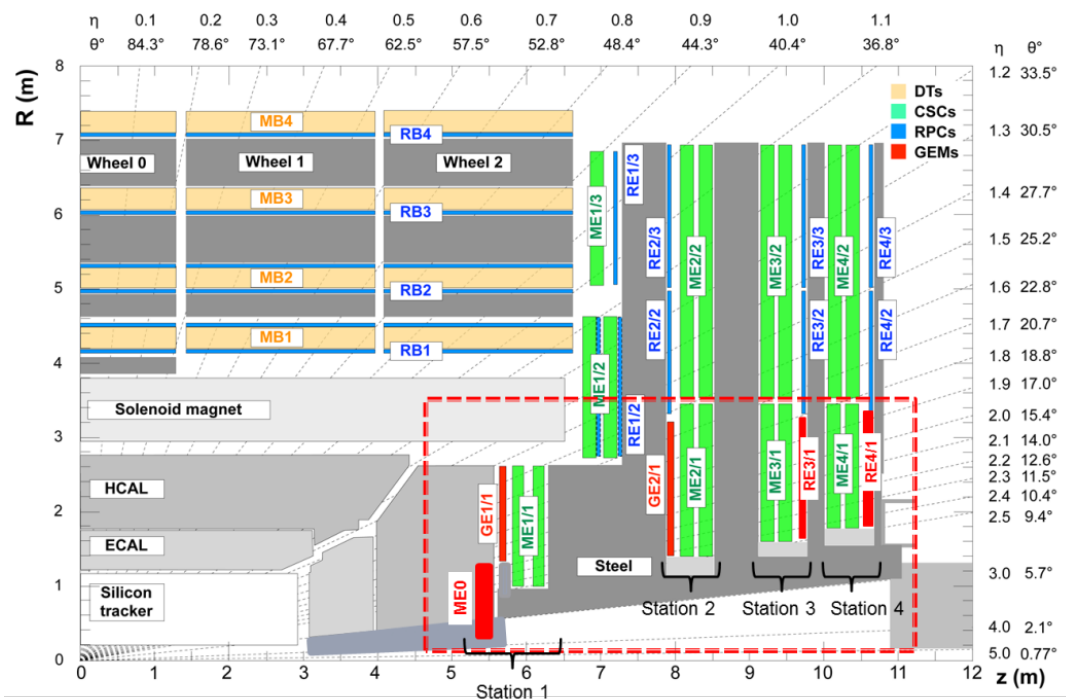 η 0.1 0.2 0.3 0.4 0.5 0.6 0.7 0.8 0.9 1.0 1.1
θ° 84.3° 78.6° 73.1° 67.7° 62.5° 57.5° 52.8° 48.4° 44.3° 40.4° 36.8° η θ°
R (m)
8
7
6
5
4
3
2
1
0
1.2 33.5°
1.3 30.5°
1.4 27.7°
1.5 25.2°
1.6 22.8°
1.7 20.7°
1.8 18.8°
1.9 17.0°
2.0 15.4°
2.1 14.0°
2.2 12.6°
2.3 11.5°
2.4 10.4°
2.5 9.4°
3.0 5.7°
4.0 2.1°
5.0 0.77°
DTs
CSCs
RPCs
GEMs
MB4
RB4
Wheel 0
Wheel 1
Wheel 2
MB3
RB3
MB2
RB2
MB1
RB1
Solenoid magnet
HCAL
ECAL
Silicon
tracker
Steel
ME1/3
RE1/3
ME1/2
RE1/2
RE2/3
RE2/2
ME2/2
ME3/2
RE3/3
RE3/2
ME4/2
RE4/3
RE4/2
GE1/1
ME1/1
ME0
GE2/1
ME2/1
ME3/1
RE3/1
ME4/1
RE4/1
Station 2
Station 3
Station 4
Station 1
0 1 2 3 4 5 6 7 8 9 10 11 12
z (m)